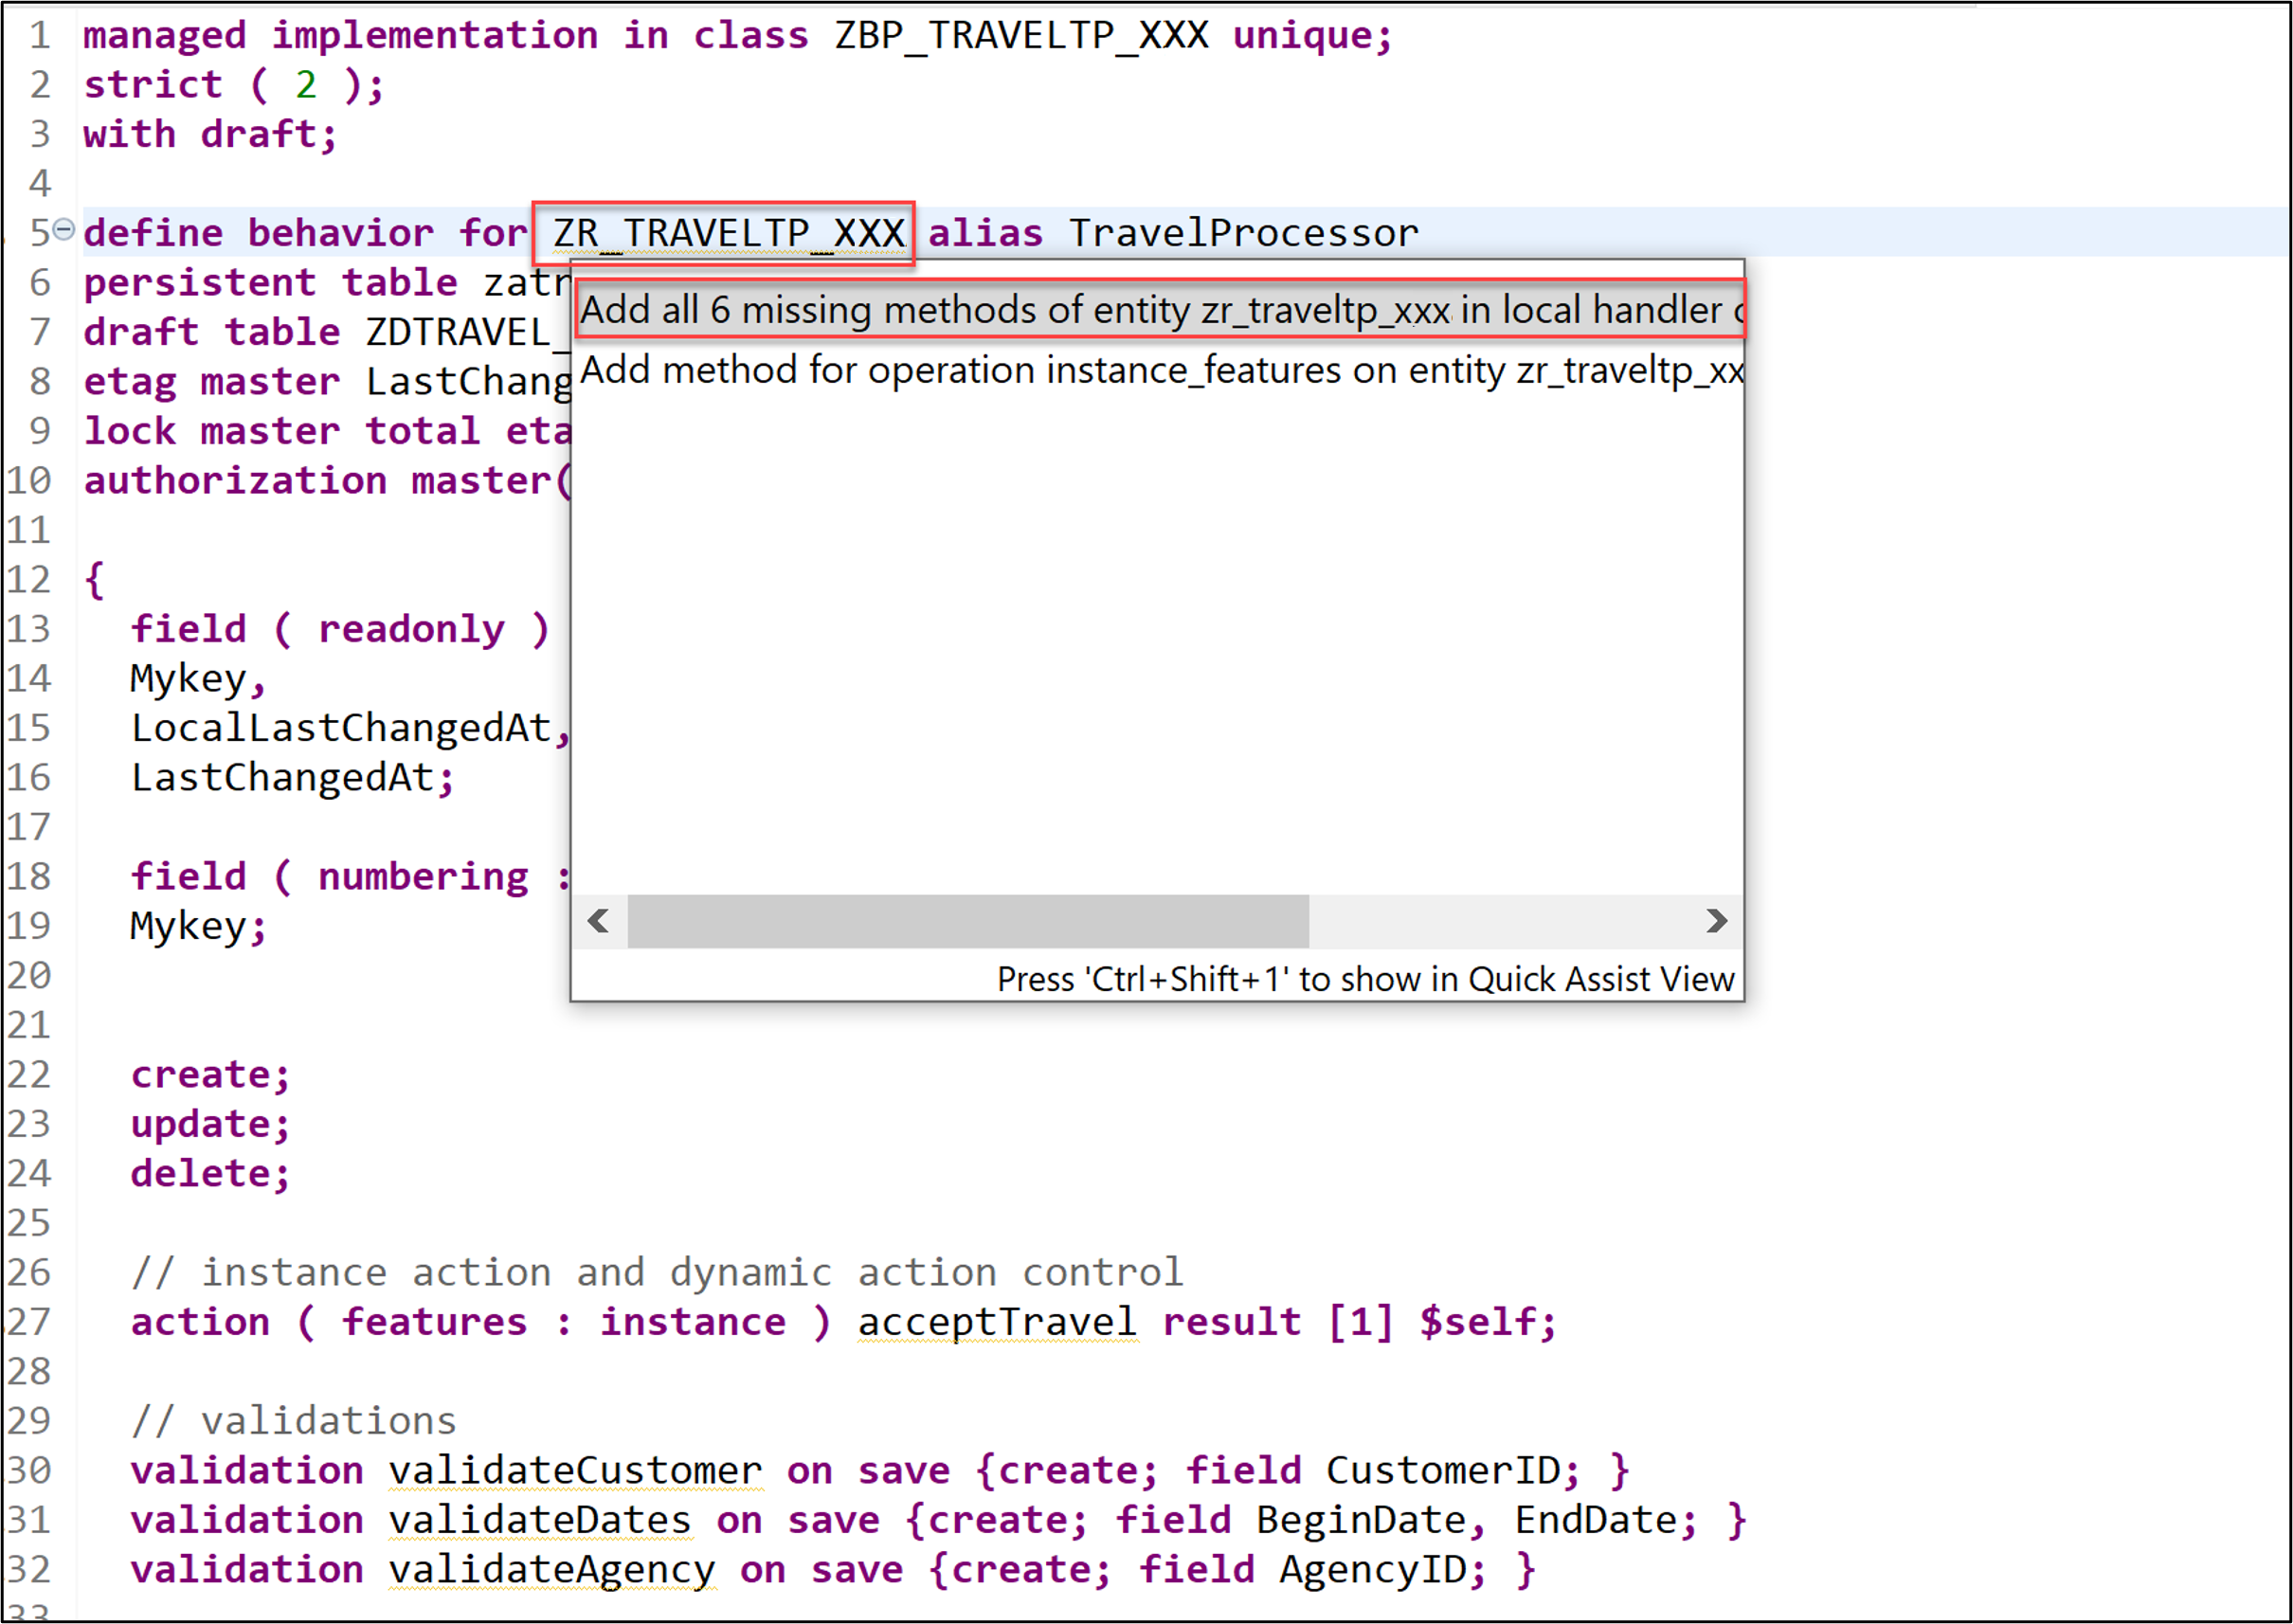 1 managed implementation in class ZBP_TRAVELTP_XXX unique;
2 strict ( 2 );
3 with draft;
4
5 define behavior for ZR_TRAVELTP_XXX alias TravelProcessor
6 persistent table zatr
Add all 6 missing methods of entity zr_traveltp_xxx in local handler c
7 draft table ZDTRAVEL_
8 etag master LastChang
Add method for operation instance_features on entity zr_traveltp_xx
9 lock master total eta
10 authorization master(
11
12 {
13 field ( readonly )
14 Mykey,
15 LocalLastChangedAt,
16 LastChangedAt;
17
18 field ( numbering :
19 Mykey;
20
Press 'Ctrl+Shift+1' to show in Quick Assist View
21
22 create;
23 update;
24 delete;
25
26 // instance action and dynamic action control
27 action ( features : instance ) acceptTravel result [1] $self;
28
29 // validations
30 validation validateCustomer on save {create; field CustomerID; }
31 validation validateDates on save {create; field BeginDate, EndDate; }
32 validation validateAgency on save {create; field AgencyID; }
33